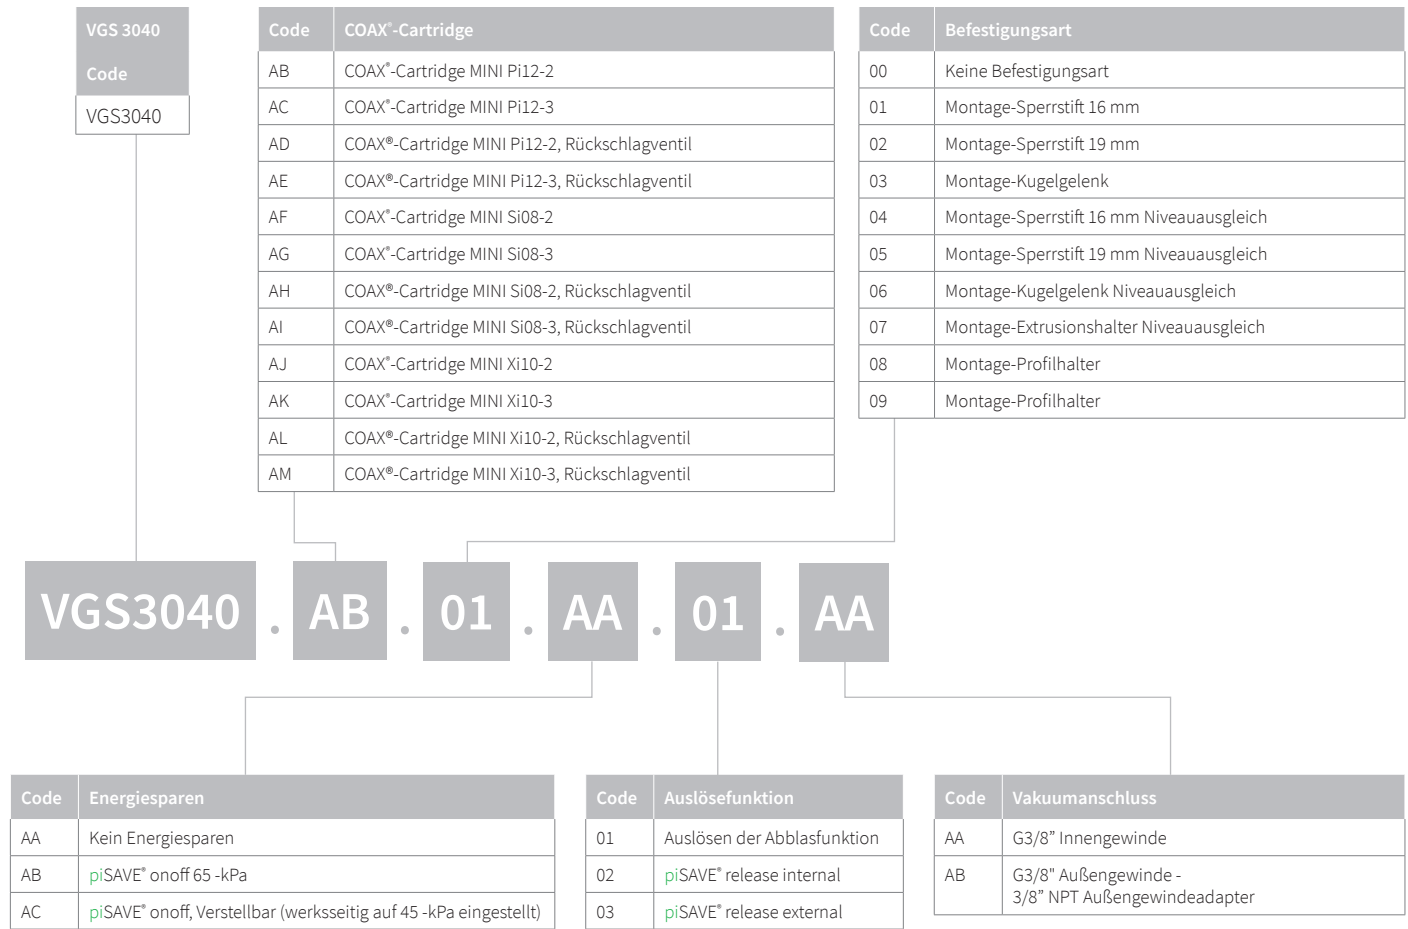 VGS 3040
Code
VGS3040
Code COAX®-Cartridge
AB COAX®-Cartridge MINI Pi12-2
AC COAX®-Cartridge MINI Pi12-3
AD COAX®-Cartridge MINI Pi12-2, Rückschlagventil
AE COAX®-Cartridge MINI Pi12-3, Rückschlagventil
AF COAX®-Cartridge MINI Si08-2
AG COAX®-Cartridge MINI Si08-3
AH COAX®-Cartridge MINI Si08-2, Rückschlagventil
AI COAX®-Cartridge MINI Si08-3, Rückschlagventil
AJ COAX®-Cartridge MINI Xi10-2
AK COAX®-Cartridge MINI Xi10-3
AL COAX®-Cartridge MINI Xi10-2, Rückschlagventil
AM COAX®-Cartridge MINI Xi10-3, Rückschlagventil
Code Befestigungsart
00 Keine Befestigungsart
01 Montage-Sperrstift 16 mm
02 Montage-Sperrstift 19 mm
03 Montage-Kugelgelenk
04 Montage-Sperrstift 16 mm Niveauausgleich
05 Montage-Sperrstift 19 mm Niveauausgleich
06 Montage-Kugelgelenk Niveauausgleich
07 Montage-Extrusionshalter Niveauausgleich
08 Montage-Profilhalter
09 Montage-Profilhalter
VGS3040 . AB . 01 . AA . 01 . AA
Code Energiesparen
AA Kein Energiesparen
AB piSAVE® onoff 65 -kPa
AC piSAVE® onoff, Verstellbar (werksseitig auf 45 -kPa eingestellt)
Code Auslösefunktion
01 Auslösen der Abblasfunktion
02 piSAVE® release internal
03 piSAVE® release external
Code Vakuumanschluss
AA G3/8” Innengewinde
AB G3/8" Außengewinde -
3/8” NPT Außengewindeadapter